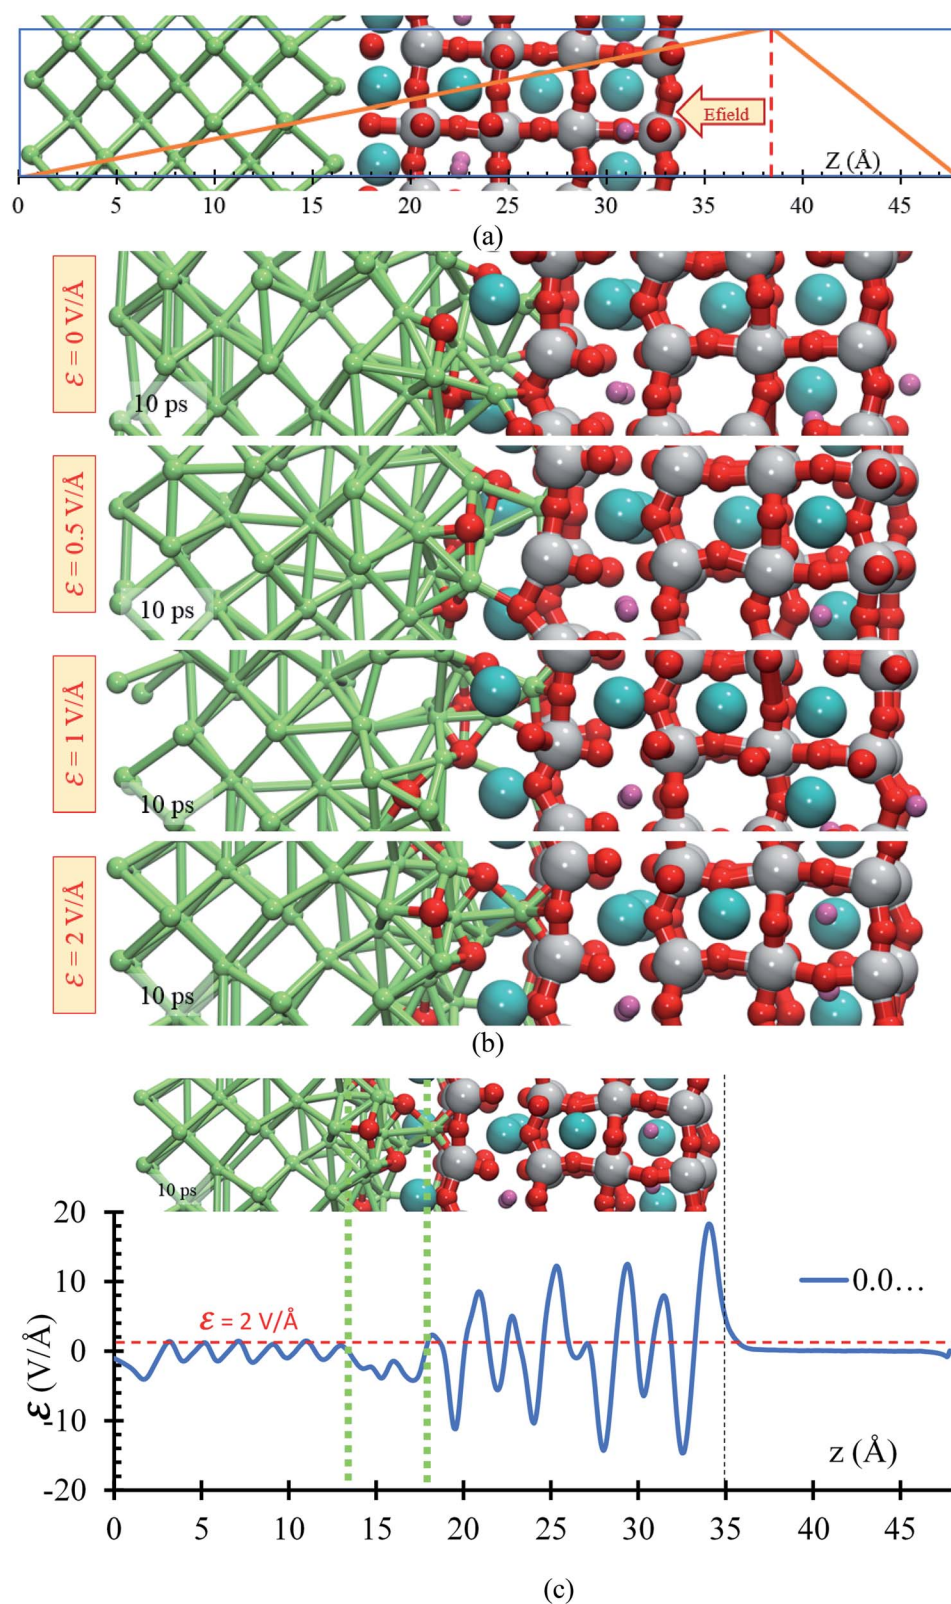 Efield
Z (Å)
0 5 10 15 20 25 30 35 40 45
(a)
ℰ = 0 V/Å
10 ps
ℰ = 0.5 V/Å
10 ps
ℰ = 1 V/Å
10 ps
ℰ = 2 V/Å
10 ps
(b)
10 ps
20
10
0
-10
-20
ℰ (V/Å)
ℰ = 2 V/Å
0.0...
z (Å)
0 5 10 15 20 25 30 35 40 45
(c)